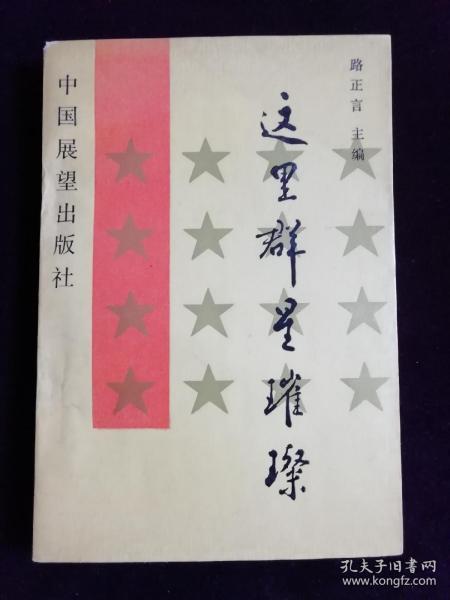 路正言 主编
这里群星璀璨
中国展望出版社
孔夫子旧书网
www.kongfz.com